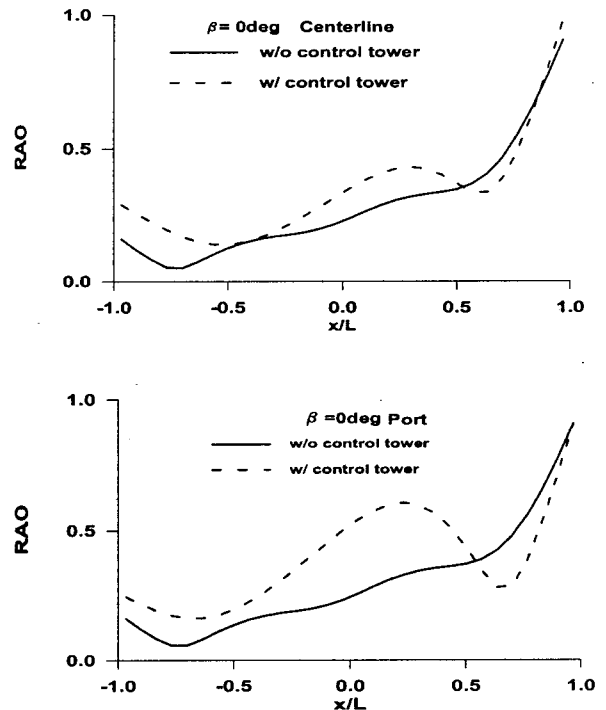 β= 0deg Centerline
w/o control tower
w/ control tower
1.0
0.5
0.0
RAO
-1.0 -0.5 0.0 0.5 1.0
x/L
β =0deg Port
w/o control tower
w/ control tower
1.0
0.5
0.0
RAO
-1.0 -0.5 0.0 0.5 1.0
x/L